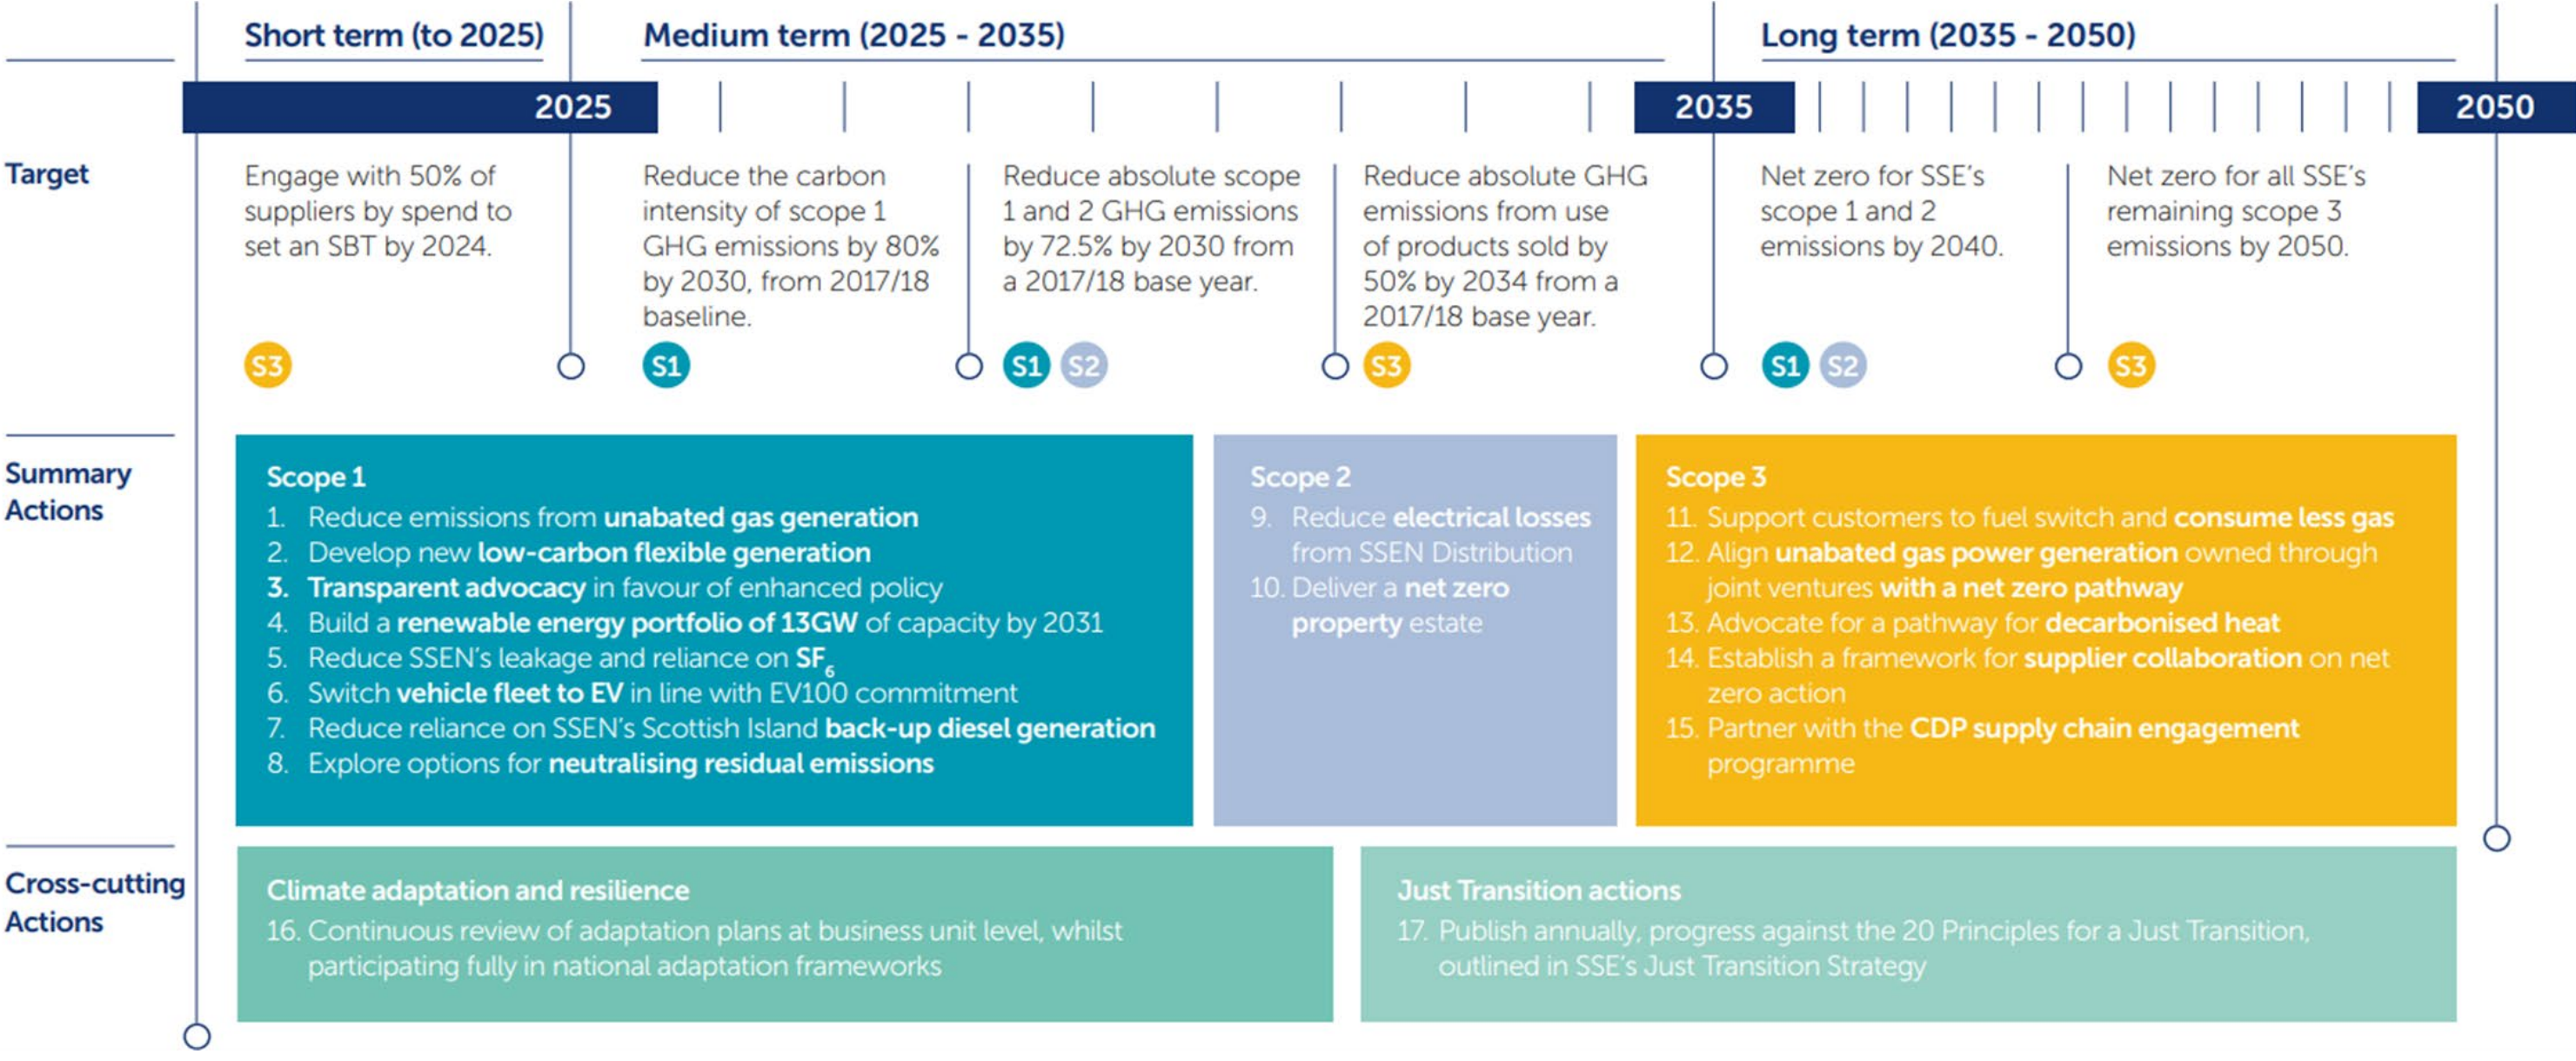 Short term (to 2025)
Medium term (2025 - 2035)
Long term (2035 - 2050)
2025
2035
2050
Target
Engage with 50% of
suppliers by spend to
set an SBT by 2024.
S3
Reduce the carbon
intensity of scope 1
GHG emissions by 80%
by 2030, from 2017/18
baseline.
S1
Reduce absolute scope
1 and 2 GHG emissions
by 72.5% by 2030 from
a 2017/18 base year.
S1 S2
Reduce absolute GHG
emissions from use
of products sold by
50% by 2034 from a
2017/18 base year.
S3
Net zero for SSE's
scope 1 and 2
emissions by 2040.
S1 S2
Net zero for all SSE's
remaining scope 3
emissions by 2050.
S3
Summary
Actions
Scope 1
1. Reduce emissions from unabated gas generation
2. Develop new low-carbon flexible generation
3. Transparent advocacy in favour of enhanced policy
4. Build a renewable energy portfolio of 13GW of capacity by 2031
5. Reduce SSEN's leakage and reliance on SF6
6. Switch vehicle fleet to EV in line with EV100 commitment
7. Reduce reliance on SSEN's Scottish Island back-up diesel generation
8. Explore options for neutralising residual emissions
Scope 2
9. Reduce electrical losses
from SSEN Distribution
10. Deliver a net zero
property estate
Scope 3
11. Support customers to fuel switch and consume less gas
12. Align unabated gas power generation owned through
joint ventures with a net zero pathway
13. Advocate for a pathway for decarbonised heat
14. Establish a framework for supplier collaboration on net
zero action
15. Partner with the CDP supply chain engagement
programme
Cross-cutting
Actions
Climate adaptation and resilience
16. Continuous review of adaptation plans at business unit level, whilst
participating fully in national adaptation frameworks
Just Transition actions
17. Publish annually, progress against the 20 Principles for a Just Transition,
outlined in SSE's Just Transition Strategy